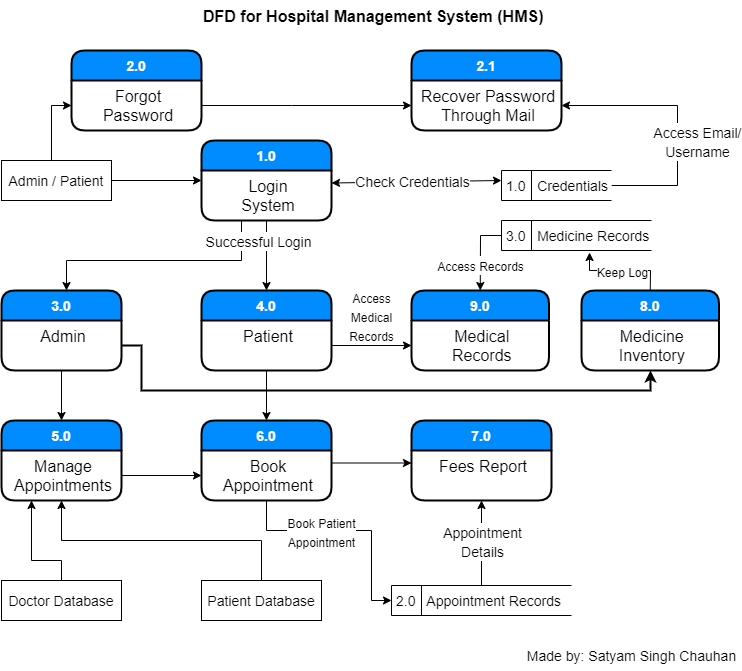 DFD for Hospital Management System (HMS)
2.0
Forgot
Password
2.1
Recover Password
Through Mail
Access Email/
Username
Admin / Patient
1.0
Login
System
Check Credentials
1.0
Credentials
Successful Login
3.0
Medicine Records
Access Records
Keep Log
3.0
Admin
4.0
Patient
Access
Medical
Records
9.0
Medical
Records
8.0
Medicine
Inventory
5.0
Manage
Appointments
6.0
Book
Appointment
7.0
Fees Report
Book Patient
Appointment
Appointment
Details
Doctor Database
Patient Database
2.0
Appointment Records
Made by: Satyam Singh Chauhan